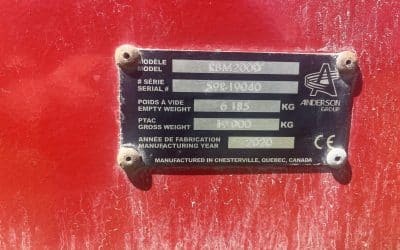 MODÈLE
MODEL RBM2000
# SÉRIE
SERIAL #
POIDS À VIDE
EMPTY WEIGHT 6 185 KG
PTAC
GROSS WEIGHT KG
ANNÉE DE FABRICATION
MANUFACTURING YEAR 2020
ANDERSON
GROUP
CE
MANUFACTURED IN CHESTERVILLE, QUEBEC, CANADA